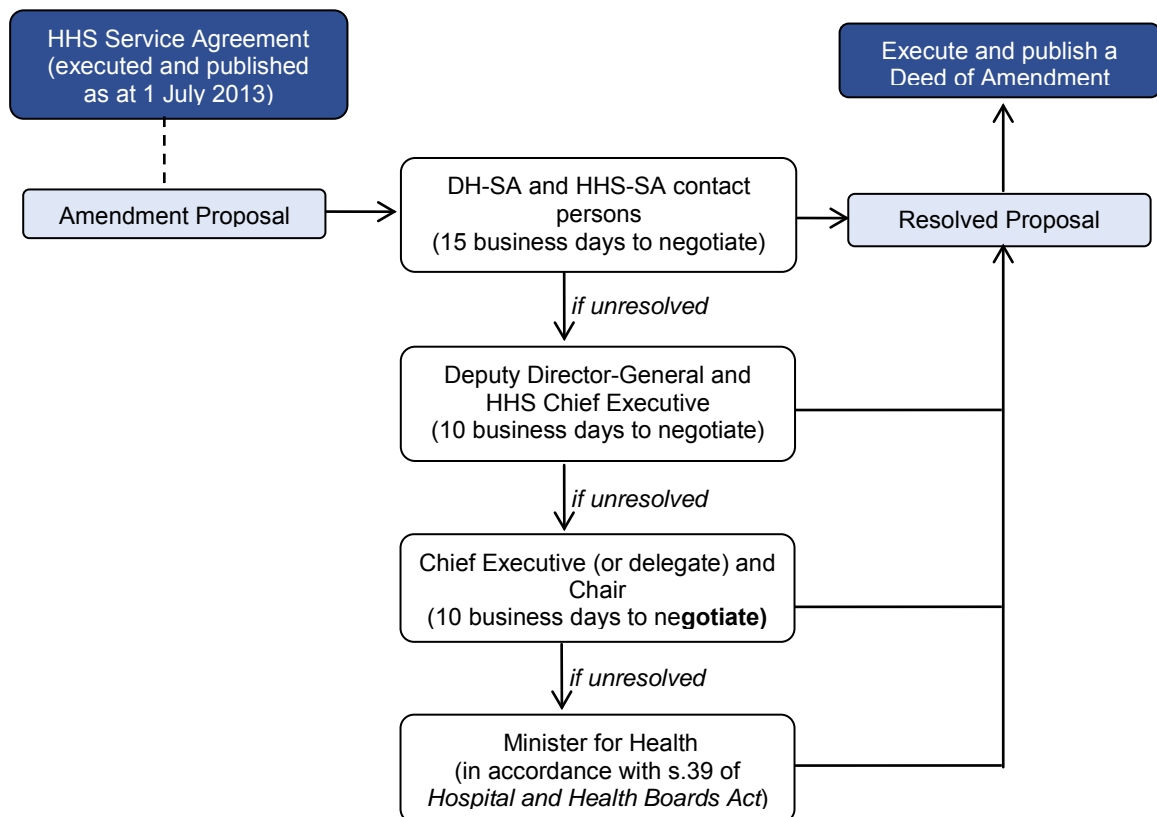 HHS Service Agreement
(executed and published
as at 1 July 2013)
Execute and publish a
Deed of Amendment
Amendment Proposal
DH-SA and HHS-SA contact
persons
(15 business days to negotiate)
Resolved Proposal
if unresolved
Deputy Director-General and
HHS Chief Executive
(10 business days to negotiate)
if unresolved
Chief Executive (or delegate) and
Chair
(10 business days to negotiate)
if unresolved
Minister for Health
(in accordance with s.39 of
Hospital and Health Boards Act)